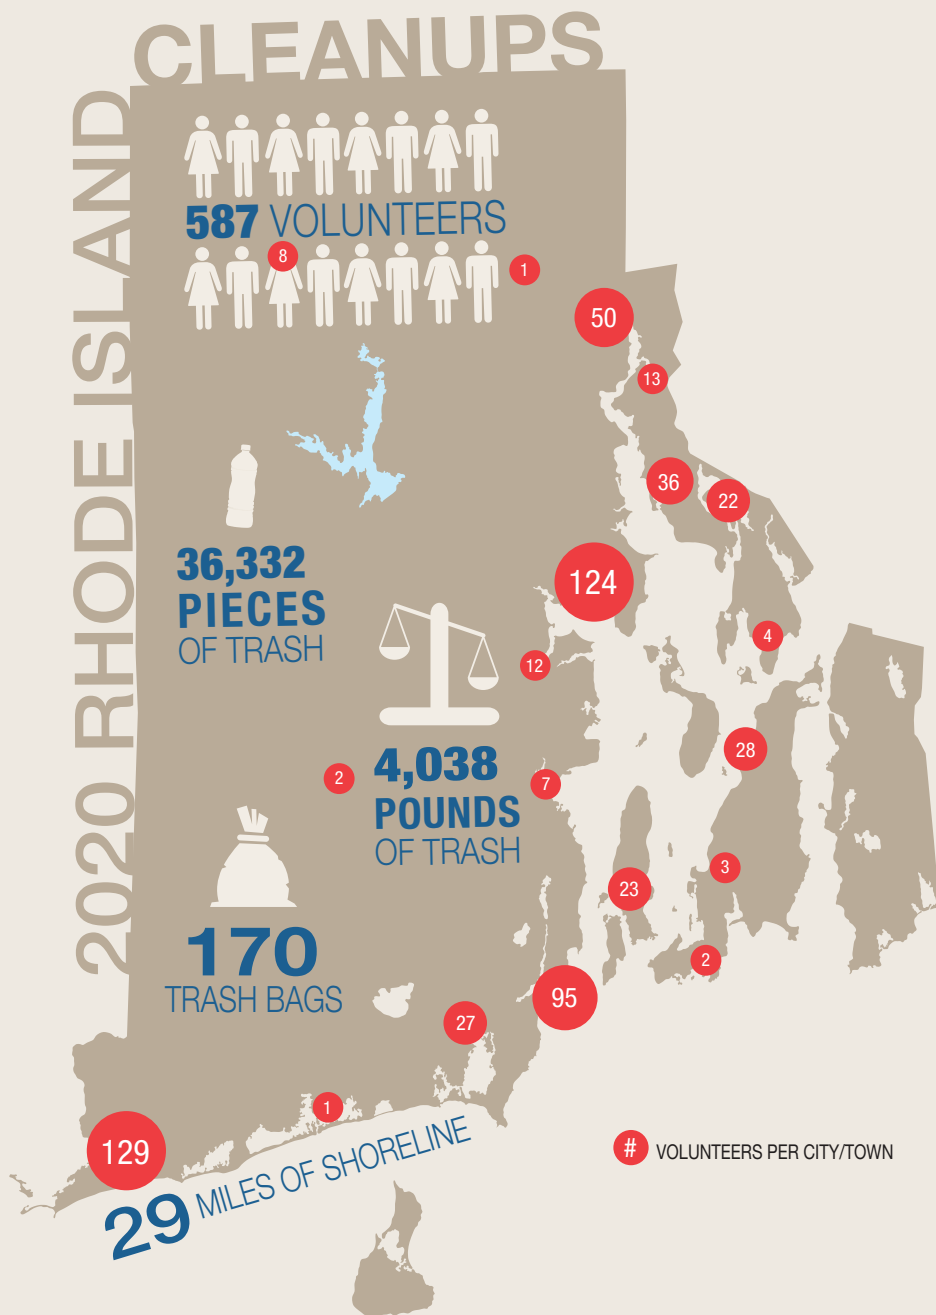 2020 RHODE ISLAND
CLEANUPS
587 VOLUNTEERS
8
1
50
13
36
22
36,332
PIECES
OF TRASH
124
4
12
28
2
4,038
POUNDS
OF TRASH
7
3
23
170
TRASH BAGS
2
95
27
1
129
29 MILES OF SHORELINE
# VOLUNTEERS PER CITY/TOWN